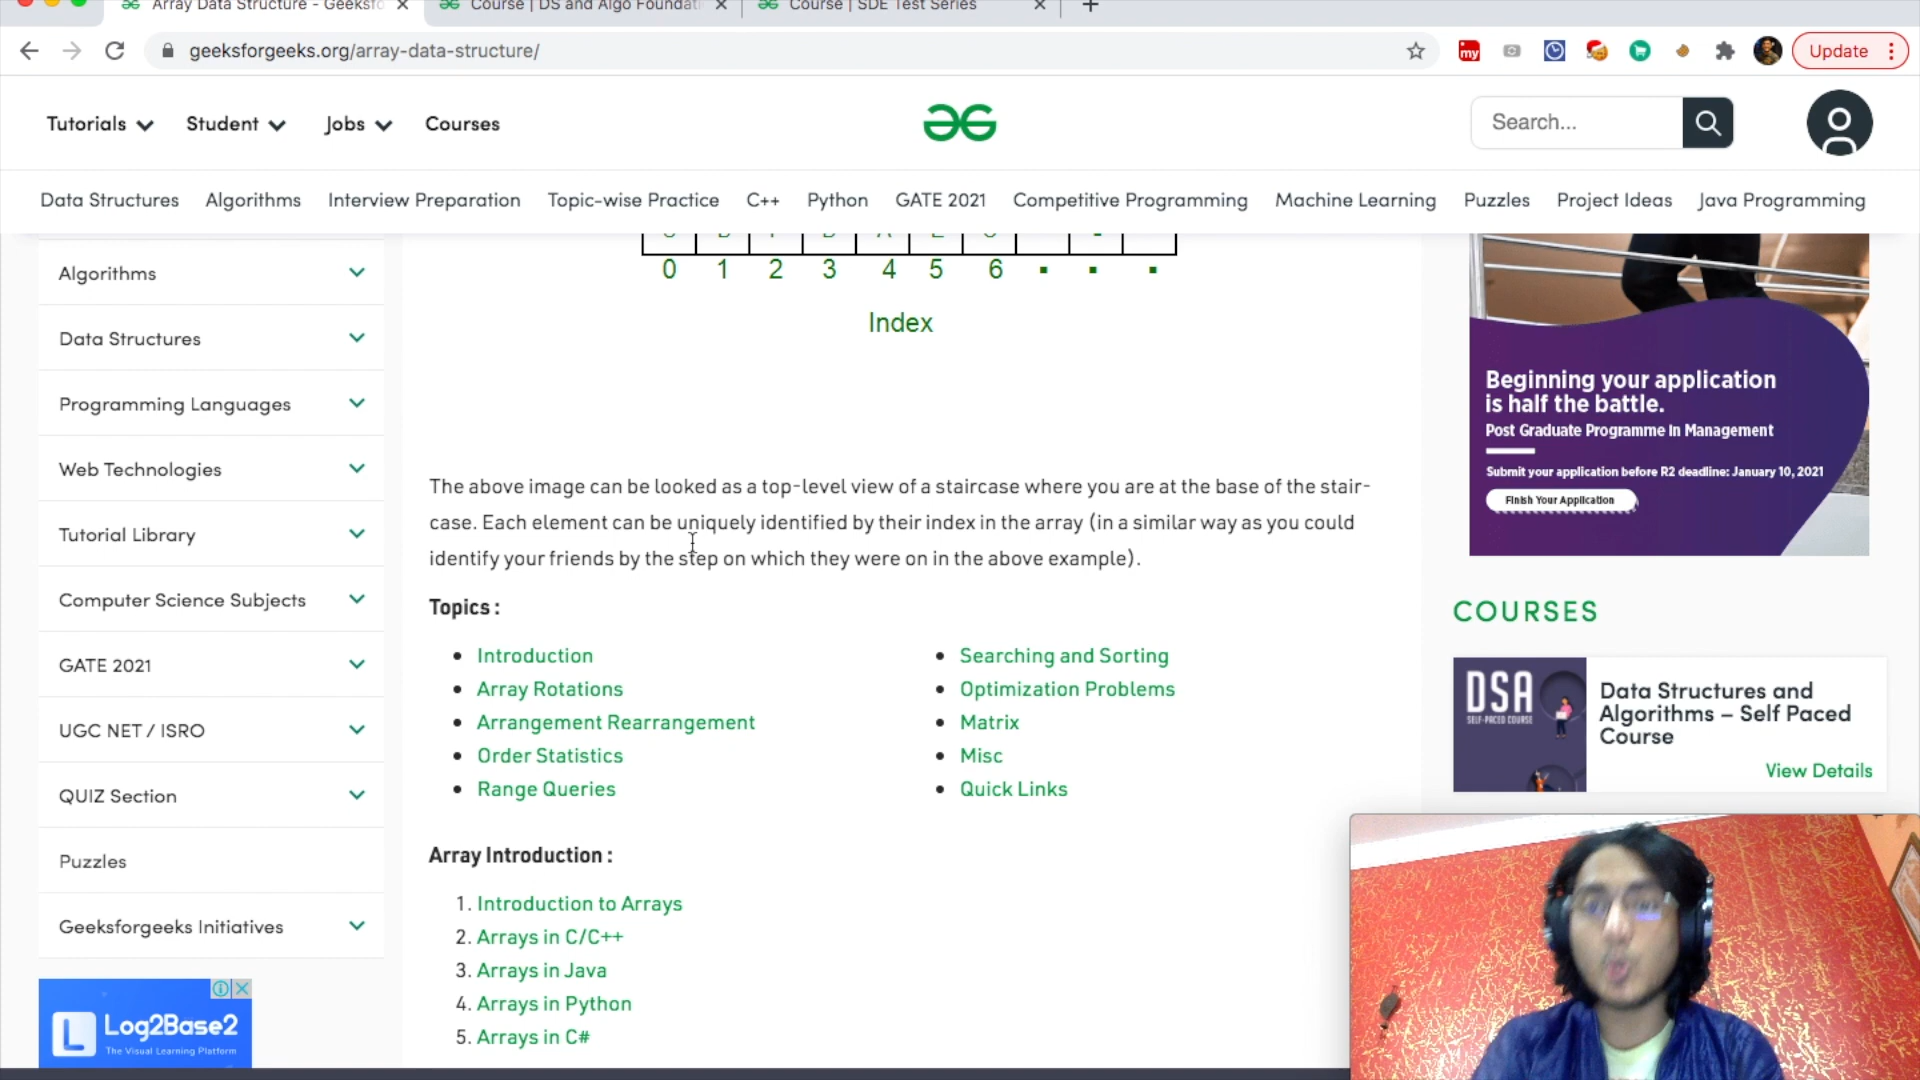 Array Data Structure - Geeksfo
Course | DS and Algo Foundati
Course | SDE Test Series
geeksforgeeks.org/array-data-structure/
my
Update
Tutorials
Student
Jobs
Courses
Search...
Data Structures
Algorithms
Interview Preparation
Topic-wise Practice
C++
Python
GATE 2021
Competitive Programming
Machine Learning
Puzzles
Project Ideas
Java Programming
Algorithms
Data Structures
Programming Languages
Web Technologies
Tutorial Library
Computer Science Subjects
GATE 2021
UGC NET / ISRO
QUIZ Section
Puzzles
Geeksforgeeks Initiatives
Log2Base2
The Visual Learning Platform
0 1 2 3 4 5 6 . . .
Index
The above image can be looked as a top-level view of a staircase where you are at the base of the stair-
case. Each element can be uniquely identified by their index in the array (in a similar way as you could
identify your friends by the step on which they were on in the above example).
Topics :
Introduction
Array Rotations
Arrangement Rearrangement
Order Statistics
Range Queries
Searching and Sorting
Optimization Problems
Matrix
Misc
Quick Links
Array Introduction :
1. Introduction to Arrays
2. Arrays in C/C++
3. Arrays in Java
4. Arrays in Python
5. Arrays in C#
Beginning your application
is half the battle.
Post Graduate Programme In Management
Submit your application before R2 deadline: January 10, 2021
Finish Your Application
COURSES
DSA
SELF-PACED COURSE
Data Structures and
Algorithms – Self Paced
Course
View Details